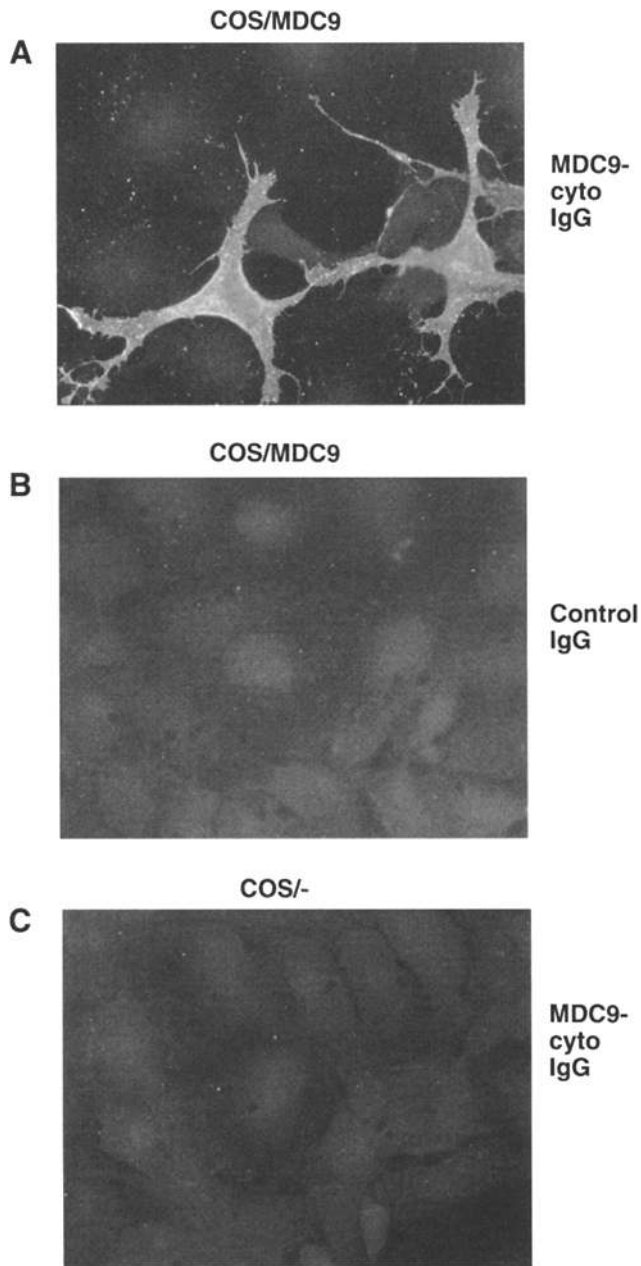 COS/MDC9
A
MDC9-
cyto
IgG
COS/MDC9
B
Control
IgG
COS/-
C
MDC9-
cyto
IgG